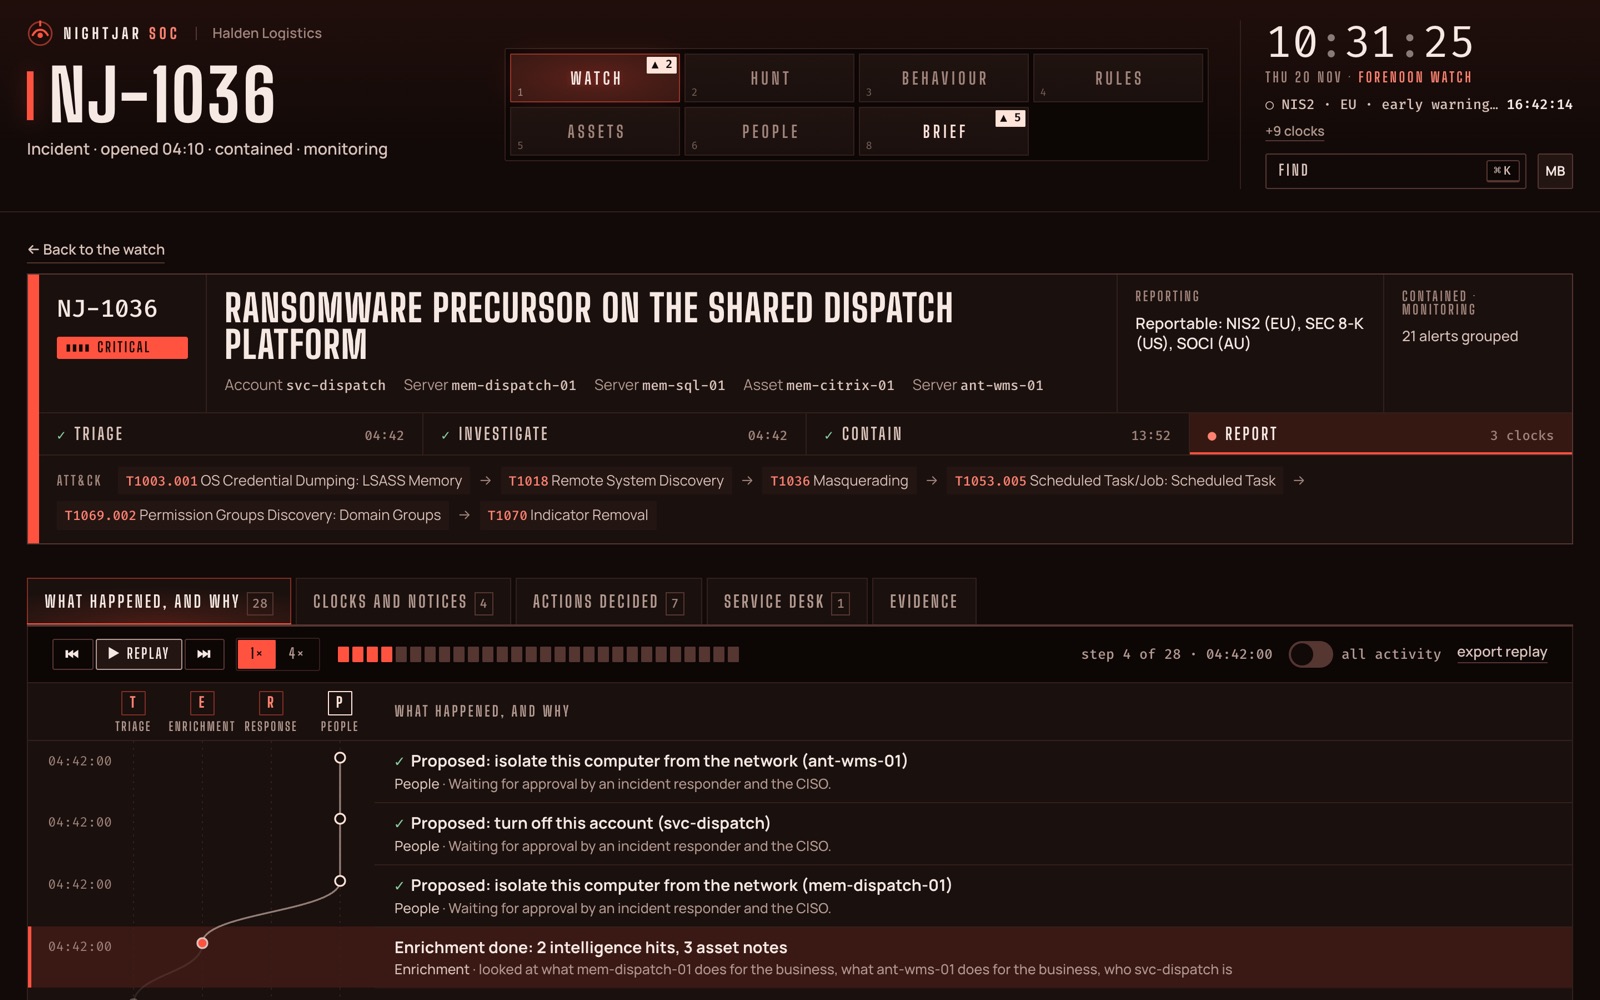 NIGHTJAR SOC | Halden Logistics
NJ-1036
Incident · opened 04:10 · contained · monitoring
WATCH ▲ 2 1
HUNT 2
BEHAVIOUR 3
RULES 4
ASSETS 5
PEOPLE 6
BRIEF ▲ 5 8
10:31:25
THU 20 NOV · FORENOON WATCH
○ NIS2 · EU · early warning… 16:42:14
+9 clocks
FIND ⌘K MB
← Back to the watch
NJ-1036
CRITICAL
RANSOMWARE PRECURSOR ON THE SHARED DISPATCH
PLATFORM
Account svc-dispatch Server mem-dispatch-01 Server mem-sql-01 Asset mem-citrix-01 Server ant-wms-01
REPORTING
Reportable: NIS2 (EU), SEC 8-K
(US), SOCI (AU)
CONTAINED ·
MONITORING
21 alerts grouped
✓ TRIAGE 04:42
✓ INVESTIGATE 04:42
✓ CONTAIN 13:52
● REPORT 3 clocks
ATT&CK T1003.001 OS Credential Dumping: LSASS Memory → T1018 Remote System Discovery → T1036 Masquerading → T1053.005 Scheduled Task/Job: Scheduled Task →
T1069.002 Permission Groups Discovery: Domain Groups → T1070 Indicator Removal
WHAT HAPPENED, AND WHY 28
CLOCKS AND NOTICES 4
ACTIONS DECIDED 7
SERVICE DESK 1
EVIDENCE
⏮ ▶ REPLAY ⏭ 1× 4× step 4 of 28 · 04:42:00 all activity export replay
T E R P
TRIAGE ENRICHMENT RESPONSE PEOPLE WHAT HAPPENED, AND WHY
04:42:00 ✓ Proposed: isolate this computer from the network (ant-wms-01)
People · Waiting for approval by an incident responder and the CISO.
04:42:00 ✓ Proposed: turn off this account (svc-dispatch)
People · Waiting for approval by an incident responder and the CISO.
04:42:00 ✓ Proposed: isolate this computer from the network (mem-dispatch-01)
People · Waiting for approval by an incident responder and the CISO.
04:42:00 Enrichment done: 2 intelligence hits, 3 asset notes
Enrichment · looked at what mem-dispatch-01 does for the business, what ant-wms-01 does for the business, who svc-dispatch is